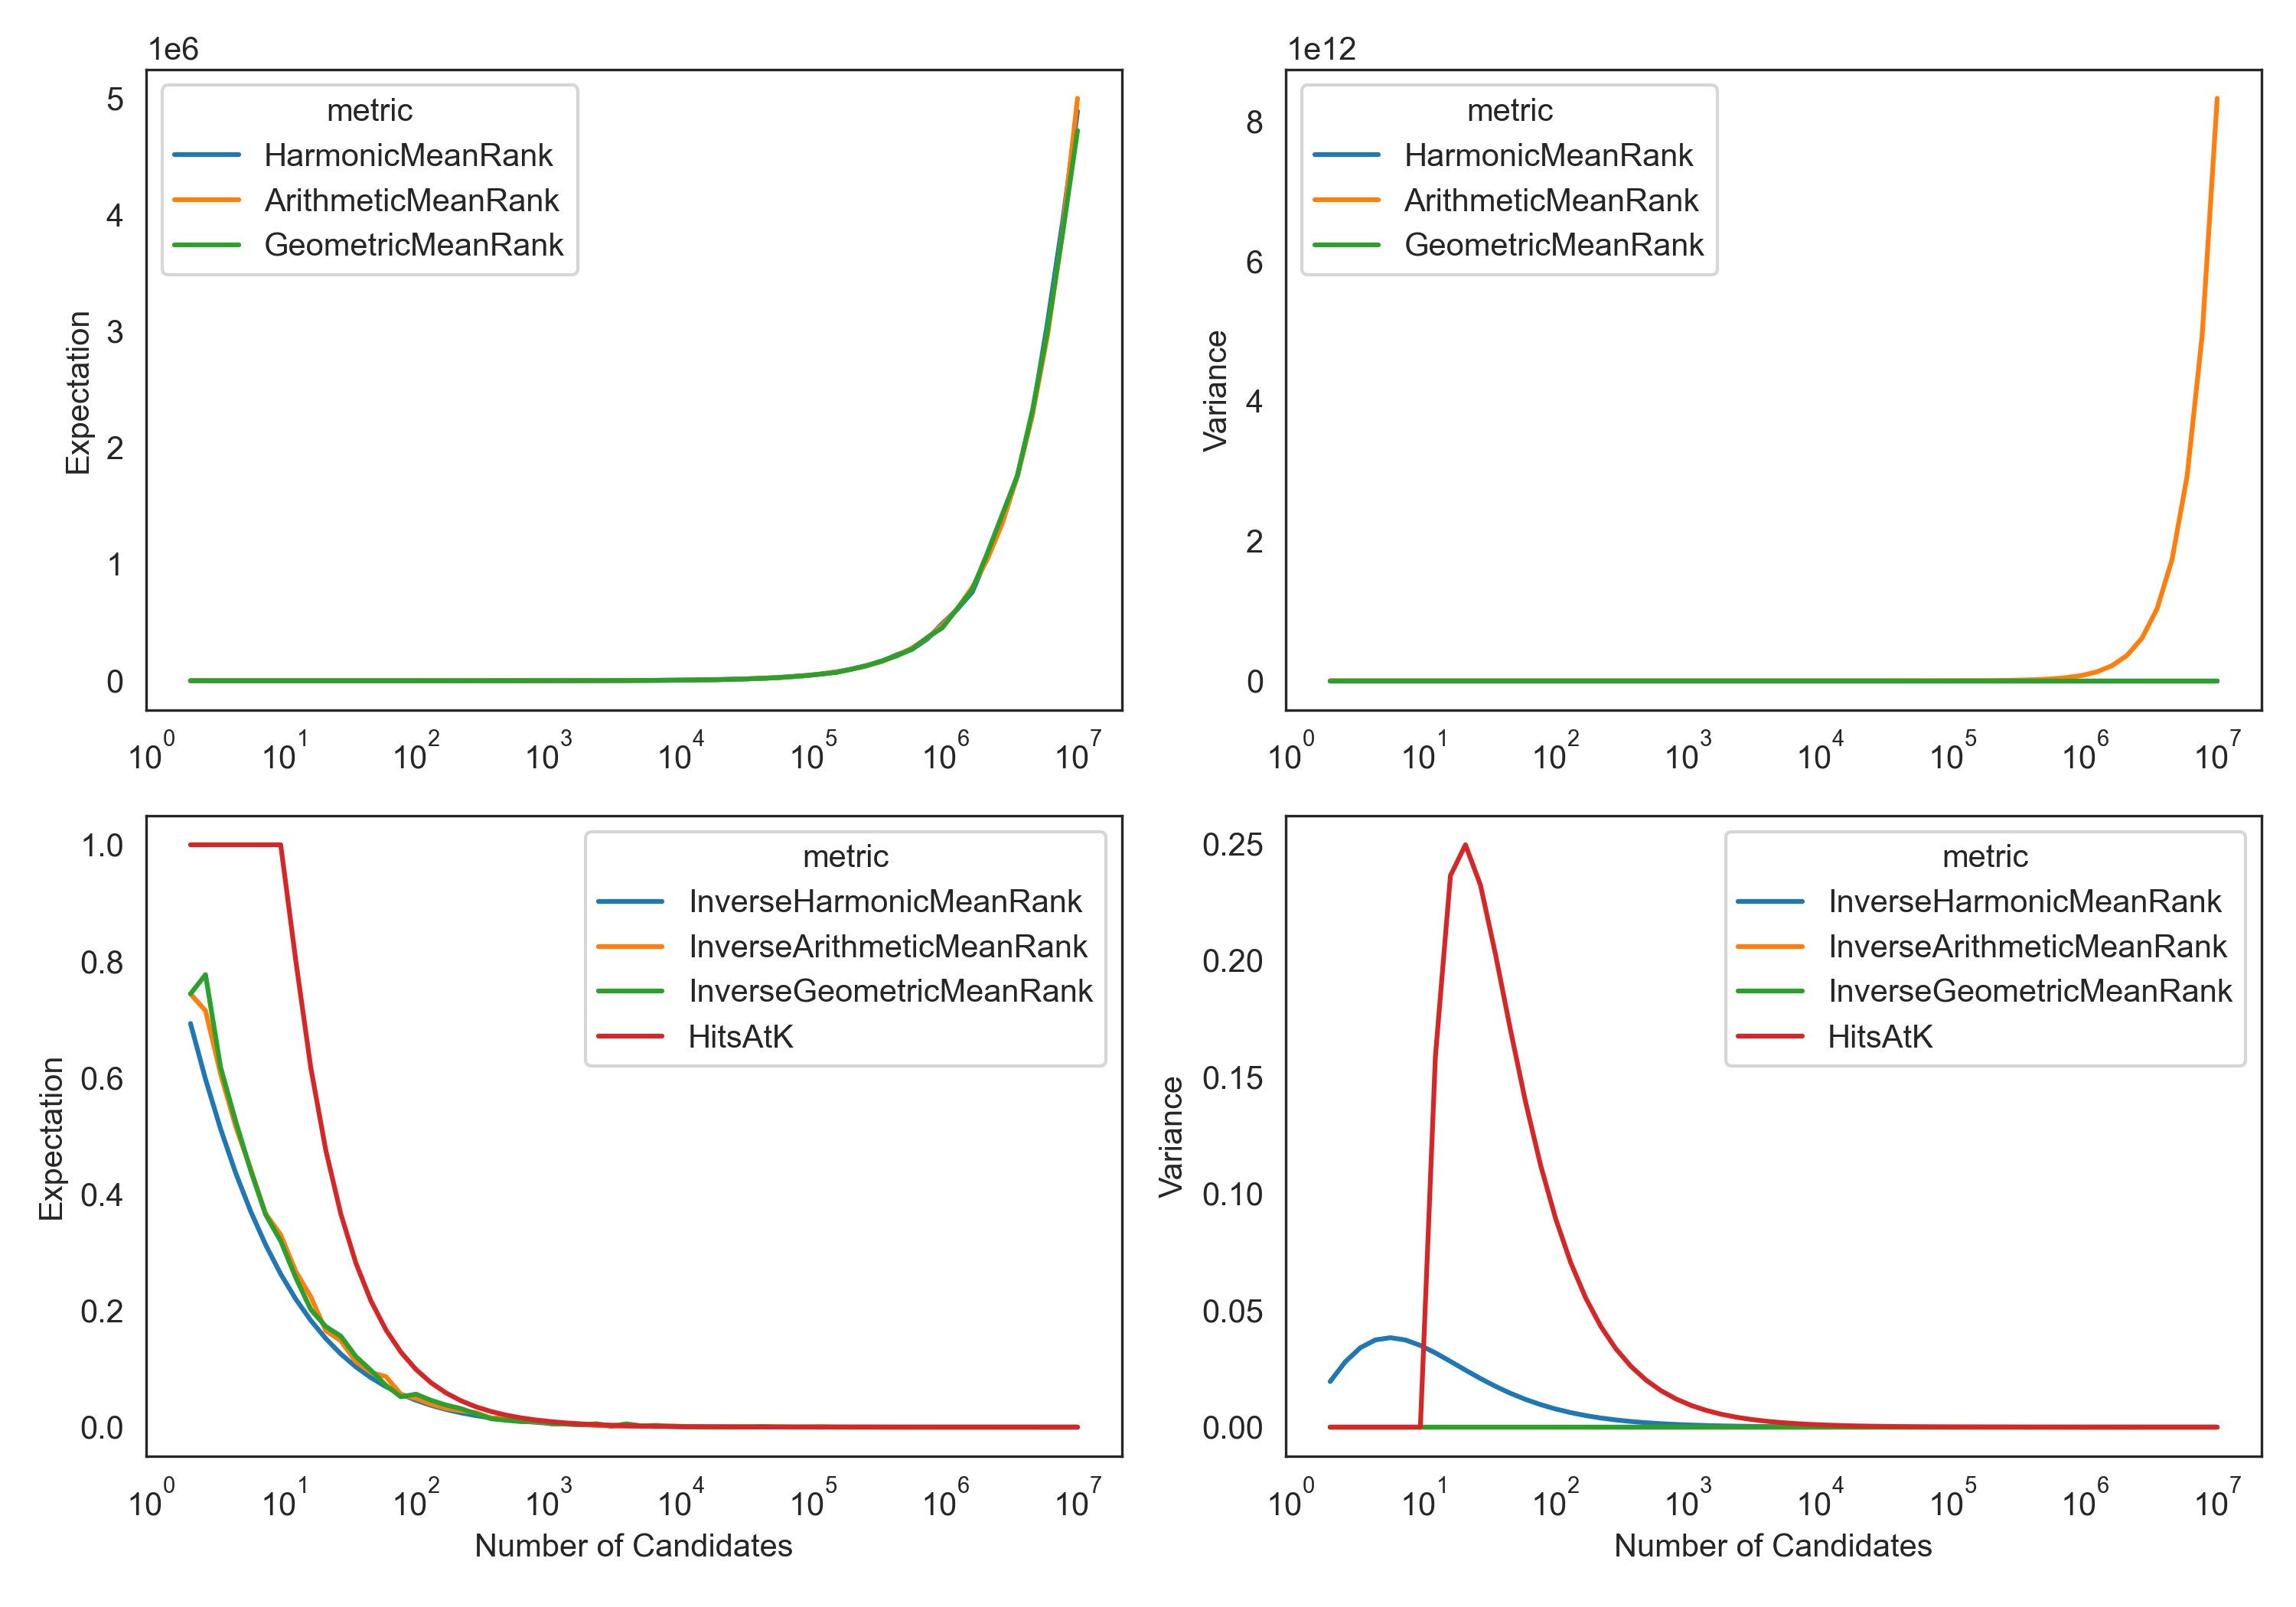 1e6
5
4
3
2
1
0
Expectation
metric
HarmonicMeanRank
ArithmeticMeanRank
GeometricMeanRank
10^0 10^1 10^2 10^3 10^4 10^5 10^6 10^7
1e12
8
6
4
2
0
Variance
metric
HarmonicMeanRank
ArithmeticMeanRank
GeometricMeanRank
10^0 10^1 10^2 10^3 10^4 10^5 10^6 10^7
1.0
0.8
0.6
0.4
0.2
0.0
Expectation
metric
InverseHarmonicMeanRank
InverseArithmeticMeanRank
InverseGeometricMeanRank
HitsAtK
10^0 10^1 10^2 10^3 10^4 10^5 10^6 10^7
Number of Candidates
0.25
0.20
0.15
0.10
0.05
0.00
Variance
metric
InverseHarmonicMeanRank
InverseArithmeticMeanRank
InverseGeometricMeanRank
HitsAtK
10^0 10^1 10^2 10^3 10^4 10^5 10^6 10^7
Number of Candidates